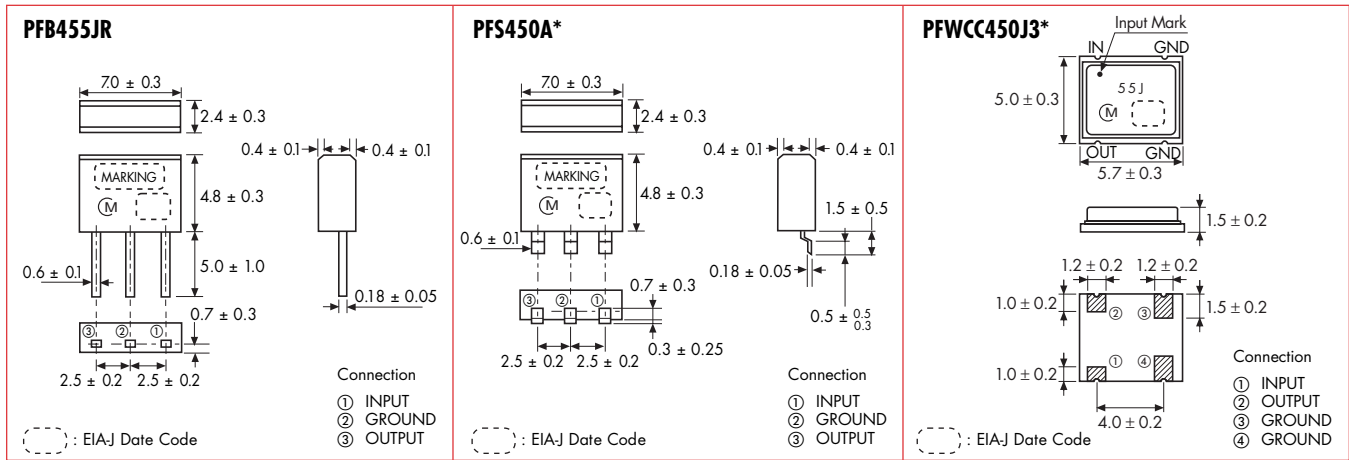 PFB455JR
7.0 ± 0.3
2.4 ± 0.3
0.4 ± 0.1
0.4 ± 0.1
MARKING
M
4.8 ± 0.3
0.6 ± 0.1
5.0 ± 1.0
0.18 ± 0.05
0.7 ± 0.3
③ ② ①
2.5 ± 0.2
2.5 ± 0.2
Connection
① INPUT
② GROUND
③ OUTPUT
: EIA-J Date Code
PFS450A*
7.0 ± 0.3
2.4 ± 0.3
0.4 ± 0.1
0.4 ± 0.1
MARKING
M
4.8 ± 0.3
1.5 ± 0.5
0.6 ± 0.1
0.18 ± 0.05
0.7 ± 0.3
③ ② ①
0.5 ± 0.5 0.3
0.3 ± 0.25
2.5 ± 0.2
2.5 ± 0.2
Connection
① INPUT
② GROUND
③ OUTPUT
: EIA-J Date Code
PFWCC450J3*
Input Mark
IN GND
55J
5.0 ± 0.3
M
OUT GND
5.7 ± 0.3
1.5 ± 0.2
1.2 ± 0.2
1.2 ± 0.2
1.0 ± 0.2
② ③
1.5 ± 0.2
① ④
1.0 ± 0.2
4.0 ± 0.2
Connection
① INPUT
② OUTPUT
③ GROUND
④ GROUND
: EIA-J Date Code